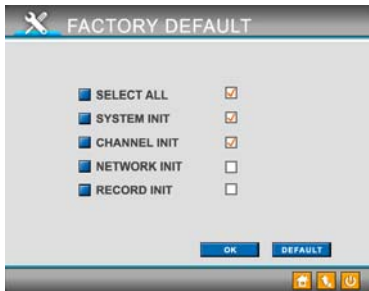 FACTORY DEFAULT
SELECT ALL
SYSTEM INIT
CHANNEL INIT
NETWORK INIT
RECORD INIT
OK DEFAULT